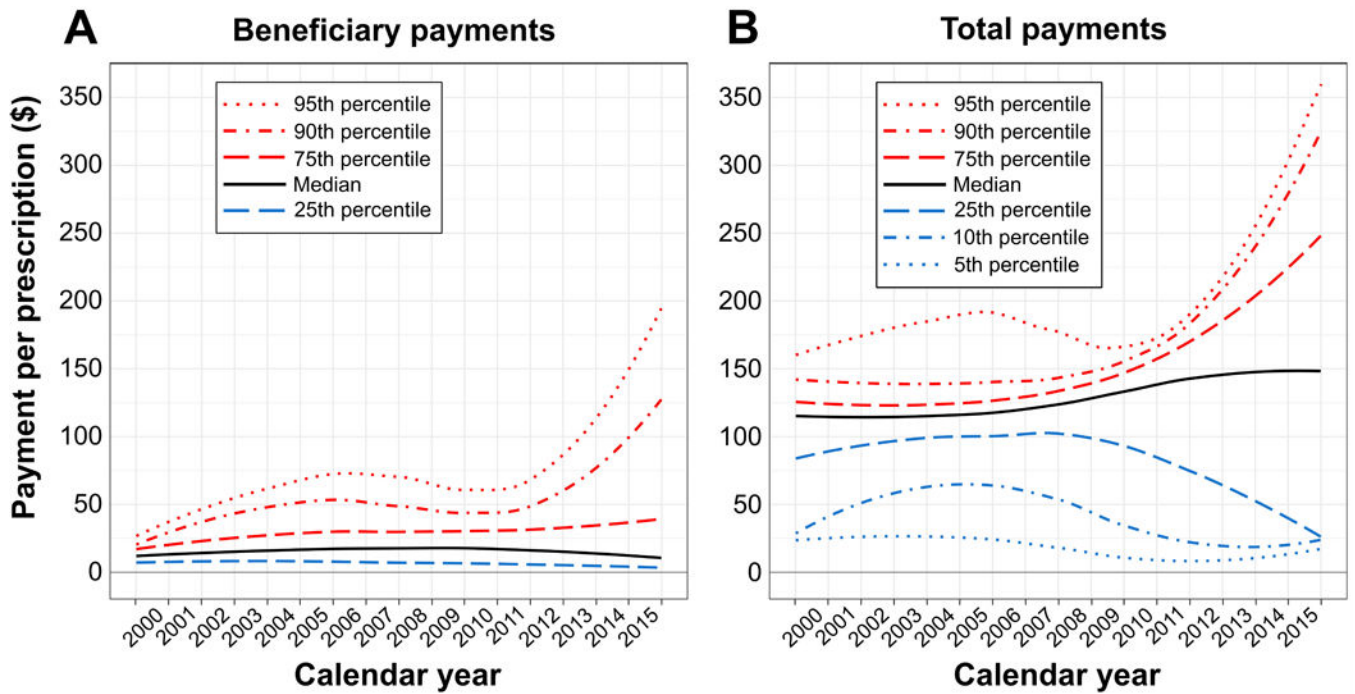 A Beneficiary payments
Payment per prescription ($)
350
300
250
200
150
100
50
0
95th percentile
90th percentile
75th percentile
Median
25th percentile
2000 2001 2002 2003 2004 2005 2006 2007 2008 2009 2010 2011 2012 2013 2014 2015
Calendar year
B Total payments
350
300
250
200
150
100
50
0
95th percentile
90th percentile
75th percentile
Median
25th percentile
10th percentile
5th percentile
2000 2001 2002 2003 2004 2005 2006 2007 2008 2009 2010 2011 2012 2013 2014 2015
Calendar year